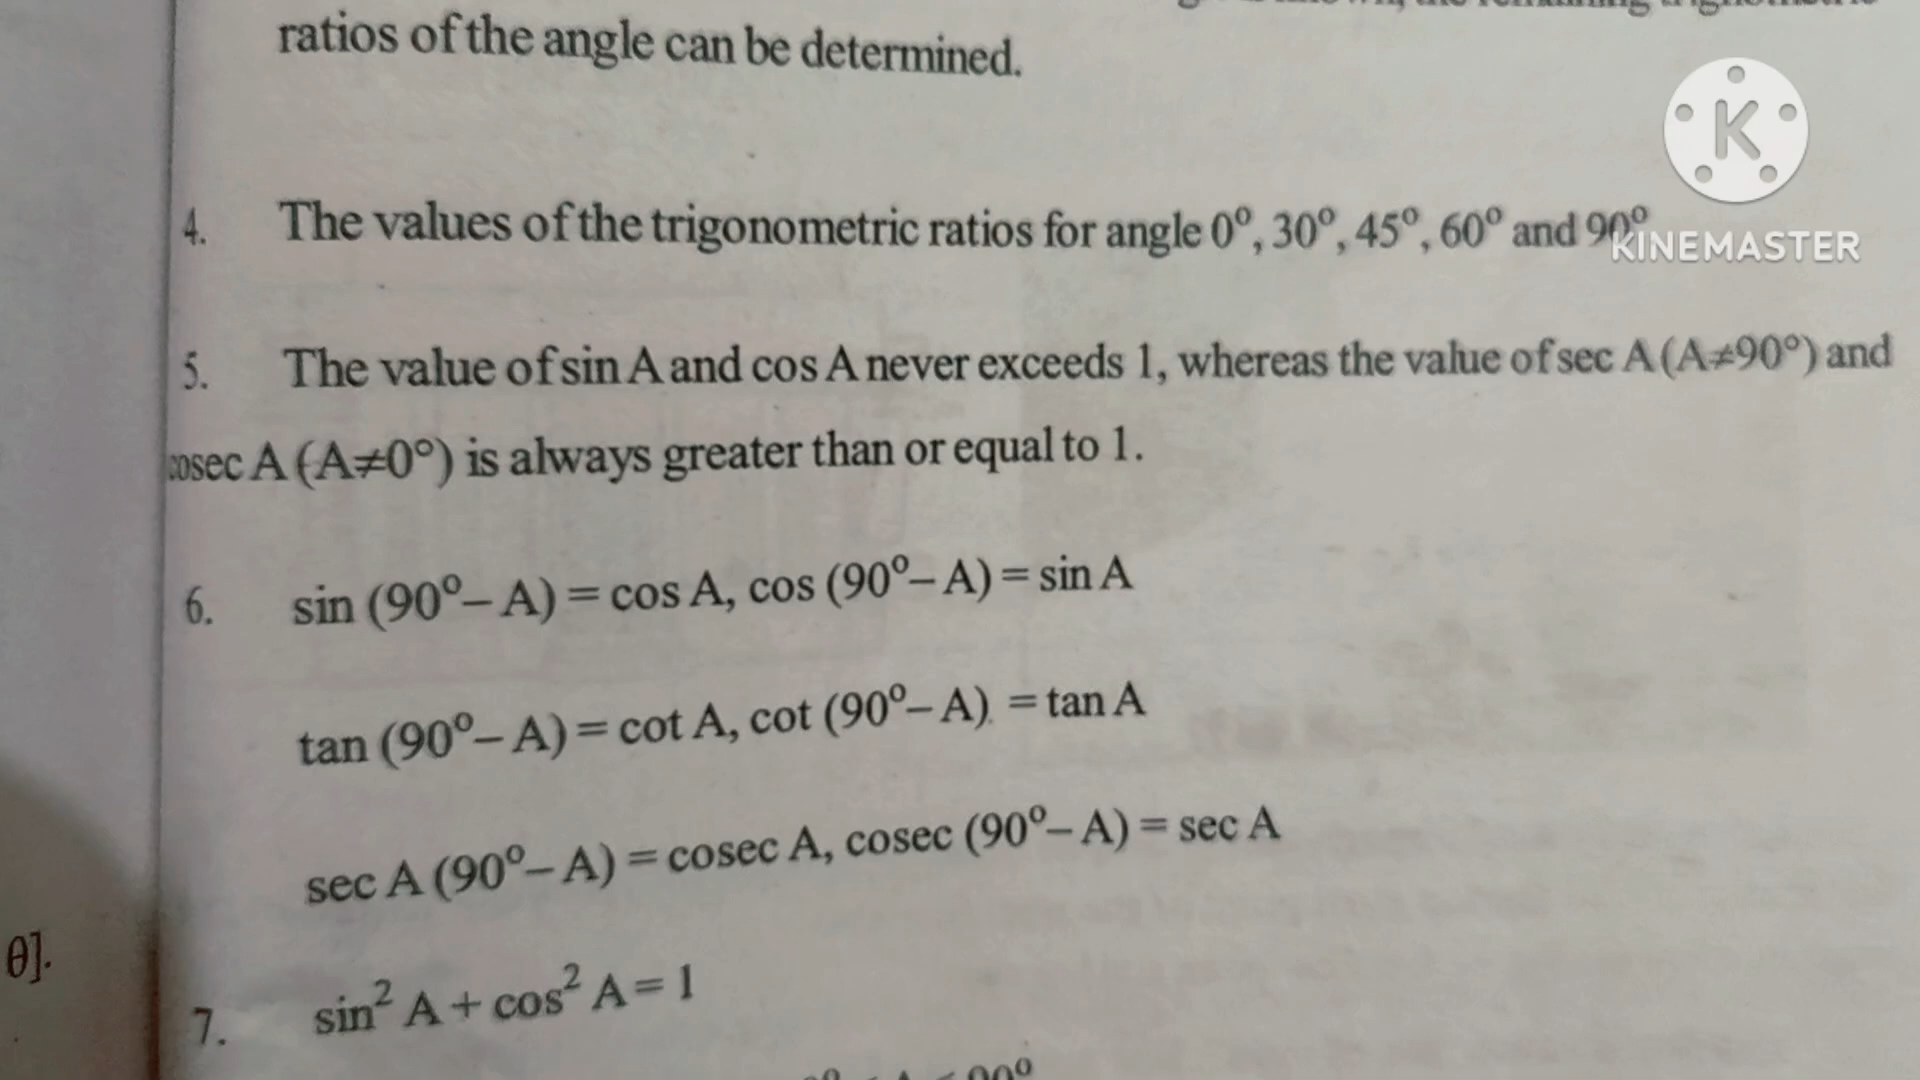 ratios of the angle can be determined.
K
KINEMASTER
4. The values of the trigonometric ratios for angle 0°, 30°, 45°, 60° and 90°
5. The value of sin A and cos A never exceeds 1, whereas the value of sec A (A≠90°) and
cosec A (A≠0°) is always greater than or equal to 1.
6. sin (90°– A) = cos A, cos (90°– A) = sin A
tan (90°– A) = cot A, cot (90°– A) = tan A
sec A (90°– A) = cosec A, cosec (90°– A) = sec A
θ].
7. sin² A + cos² A = 1